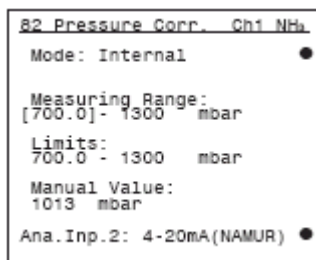 82 Pressure Corr. Ch1 NH₃
Mode: Internal
Measuring Range:
[700.0]- 1300 mbar
Limits:
700.0 - 1300 mbar
Manual Value:
1013 mbar
Ana.Inp.2: 4-20mA(NAMUR)